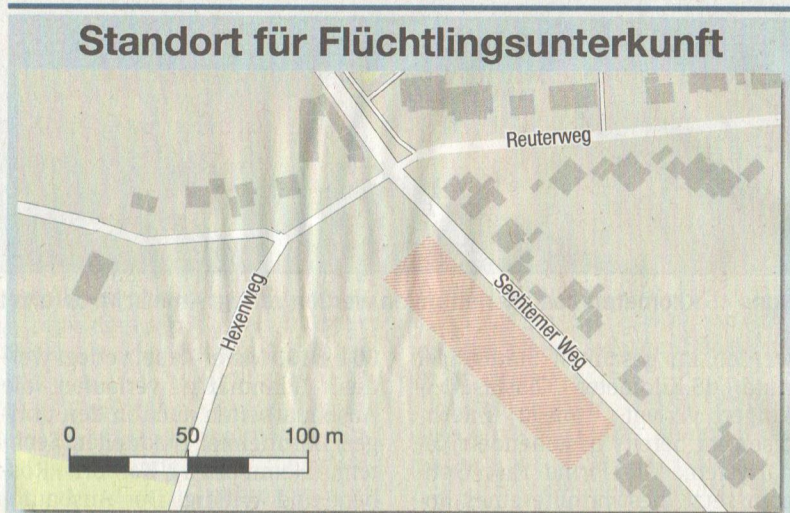 Standort für Flüchtlingsunterkunft
Reuterweg
Hexenweg
Sechtemer Weg
0 50 100 m